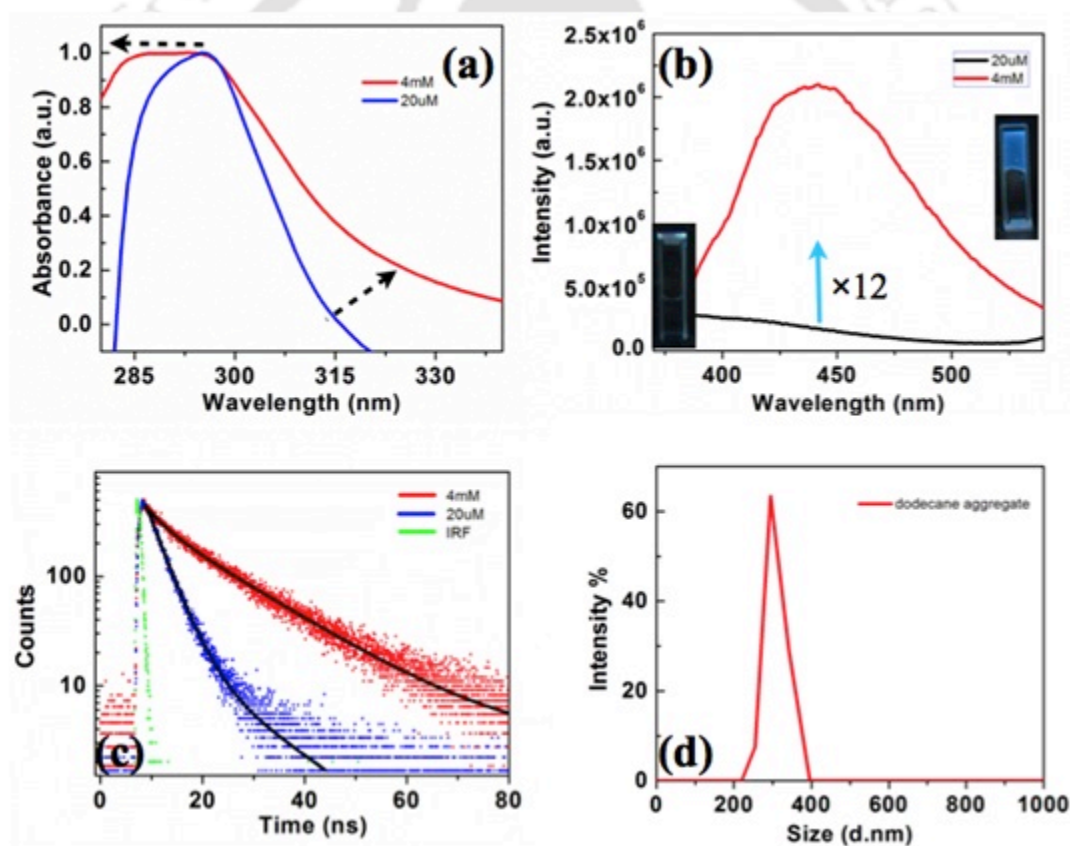 (a)
4mM
20uM
Absorbance (a.u.)
1.0
0.8
0.6
0.4
0.2
0.0
285 300 315 330
Wavelength (nm)
(b)
20uM
4mM
Intensity (a.u.)
2.5x10⁶
2.0x10⁶
1.5x10⁶
1.0x10⁶
5.0x10⁵
0.0
×12
400 450 500
Wavelength (nm)
(c)
4mM
20uM
IRF
Counts
100
10
0 20 40 60 80
Time (ns)
(d)
dodecane aggregate
Intensity %
60
40
20
0
0 200 400 600 800 1000
Size (d.nm)